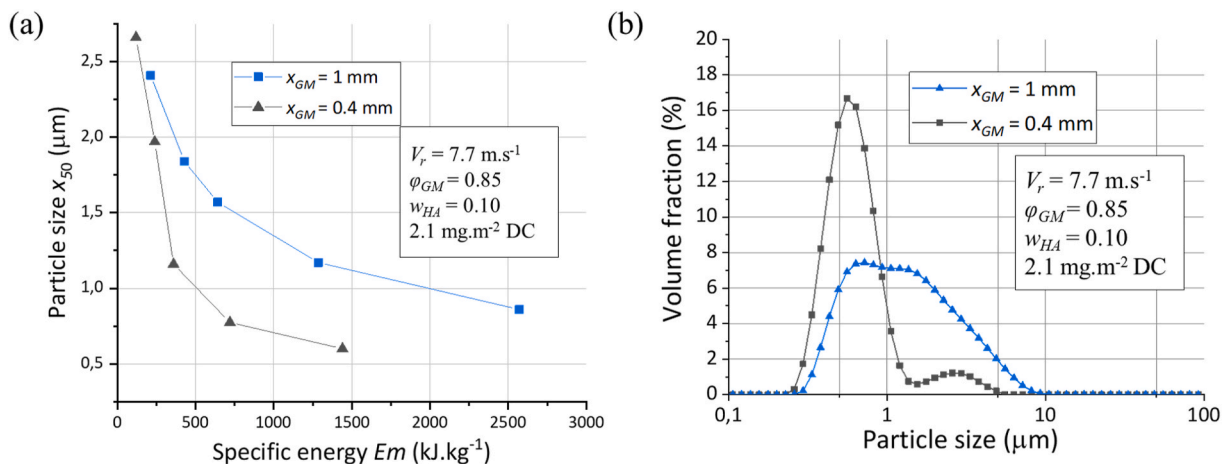 (a)
Particle size x50 (μm)
2,5
2,0
1,5
1,0
0,5
xGM = 1 mm
xGM = 0.4 mm
Vr = 7.7 m.s-1
φGM = 0.85
wHA = 0.10
2.1 mg.m-2 DC
0 500 1000 1500 2000 2500 3000
Specific energy Em (kJ.kg-1)
(b)
Volume fraction (%)
20
18
16
14
12
10
8
6
4
2
0
xGM = 1 mm
xGM = 0.4 mm
Vr = 7.7 m.s-1
φGM = 0.85
wHA = 0.10
2.1 mg.m-2 DC
0,1 1 10 100
Particle size (μm)